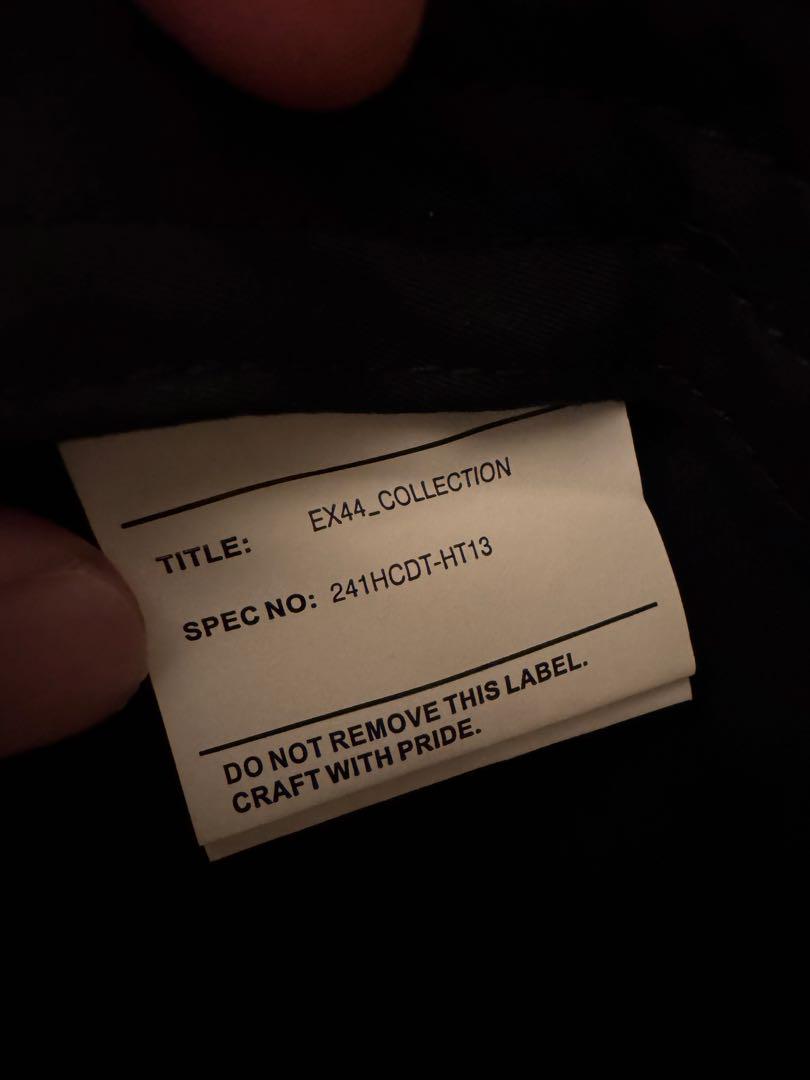 TITLE: EX44_COLLECTION
SPEC NO: 241HCDT-HT13
DO NOT REMOVE THIS LABEL.
CRAFT WITH PRIDE.